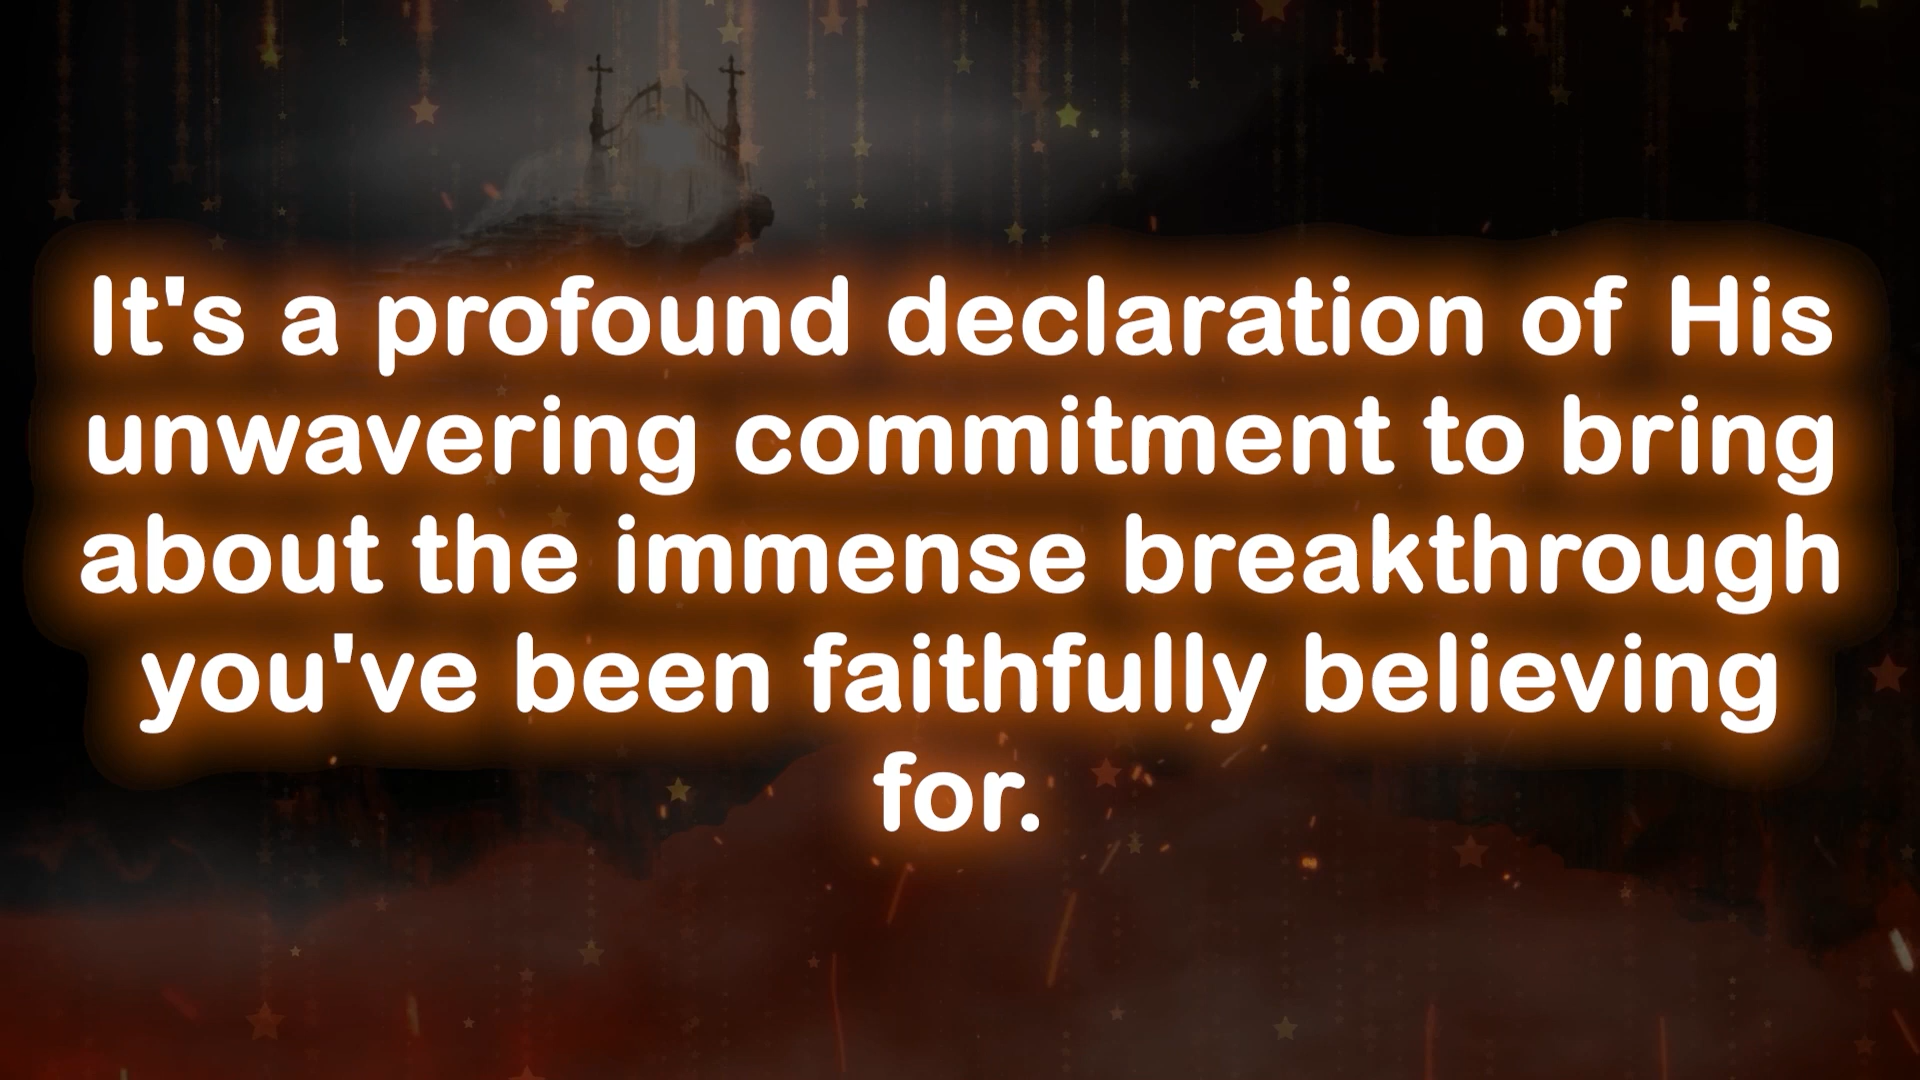 It's a profound declaration of His
unwavering commitment to bring
about the immense breakthrough
you've been faithfully believing
for.